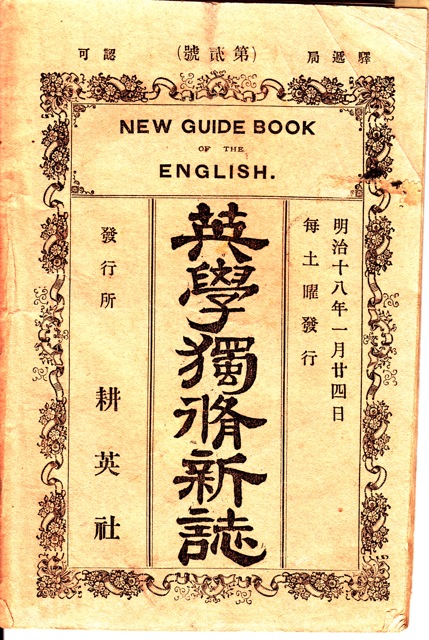 驛遞局
(第貳號)
認可
NEW GUIDE BOOK
OF THE
ENGLISH.
明治十八年一月廿四日
每土曜發行
英學獨脩新誌
發行所
耕英社